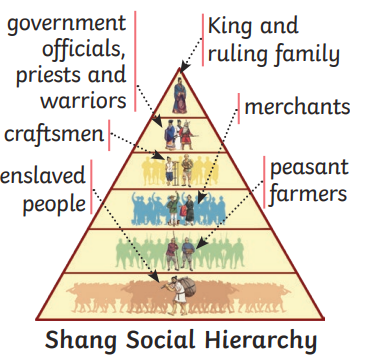 government
officials,
priests and
warriors
King and
ruling family
merchants
craftsmen
enslaved
people
peasant
farmers
Shang Social Hierarchy